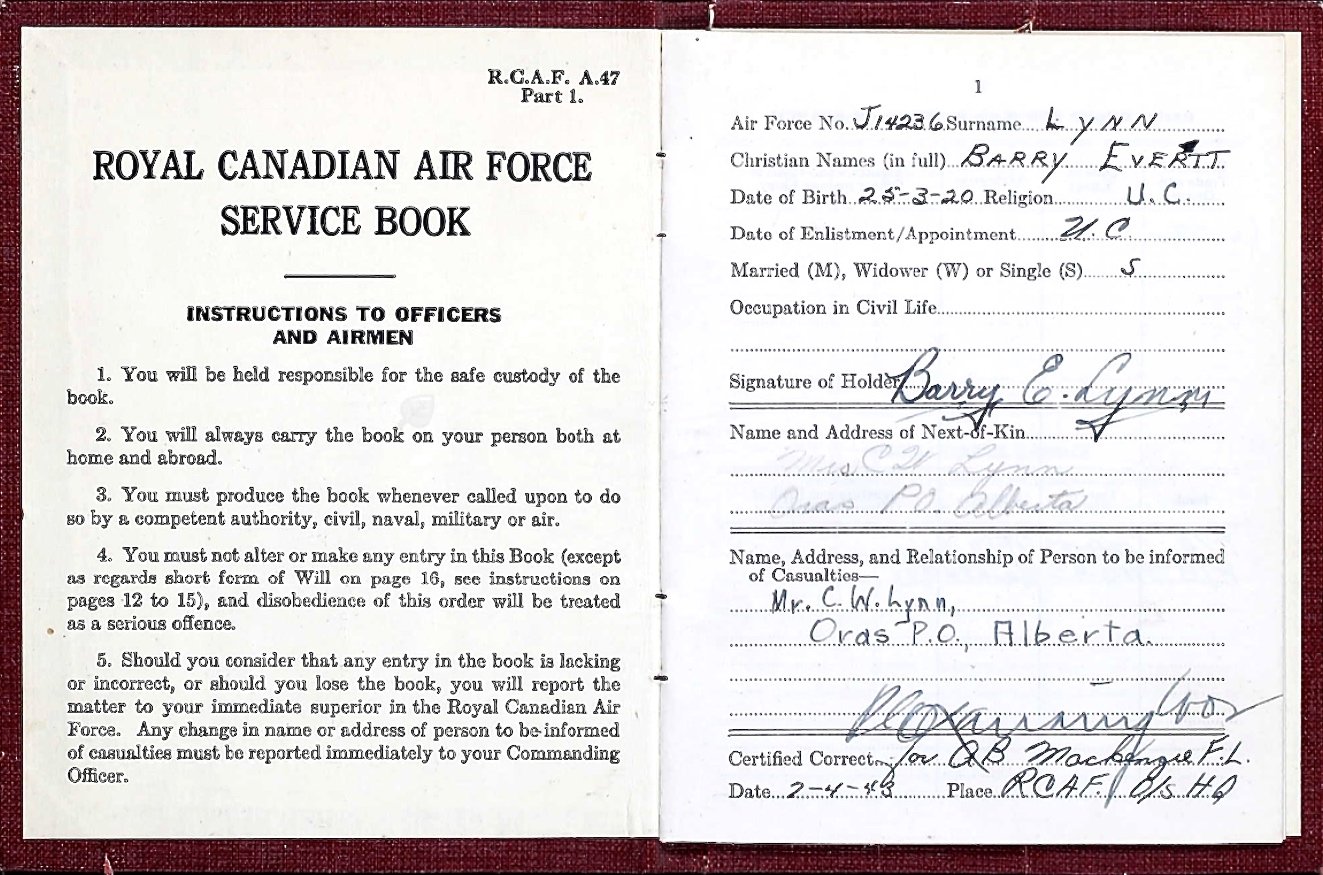 R.C.A.F. A.47
Part 1.
ROYAL CANADIAN AIR FORCE
SERVICE BOOK
INSTRUCTIONS TO OFFICERS
AND AIRMEN
1. You will be held responsible for the safe custody of the
book.
2. You will always carry the book on your person both at
home and abroad.
3. You must produce the book whenever called upon to do
so by a competent authority, civil, naval, military or air.
4. You must not alter or make any entry in this Book (except
as regards short form of Will on page 16, see instructions on
pages 12 to 15), and disobedience of this order will be treated
as a serious offence.
5. Should you consider that any entry in the book is lacking
or incorrect, or should you lose the book, you will report the
matter to your immediate superior in the Royal Canadian Air
Force. Any change in name or address of person to be informed
of casualties must be reported immediately to your Commanding
Officer.
1
Air Force No. J14236 Surname LYNN
Christian Names (in full) BARRY EVERTT
Date of Birth 25-3-20 Religion U.C.
Date of Enlistment/Appointment U.C
Married (M), Widower (W) or Single (S) S
Occupation in Civil Life
Signature of Holder Barry E. Lynn
Name and Address of Next-of-Kin
Mrs C W Lynn
Oras P.O. Alberta
Name, Address, and Relationship of Person to be informed
of Casualties—
Mr. C. W. Lynn,
Oras P.O., Alberta.
Certified Correct for AB Mackenzie F.L.
Date 2-4-43 Place RCAF. O/S HQ